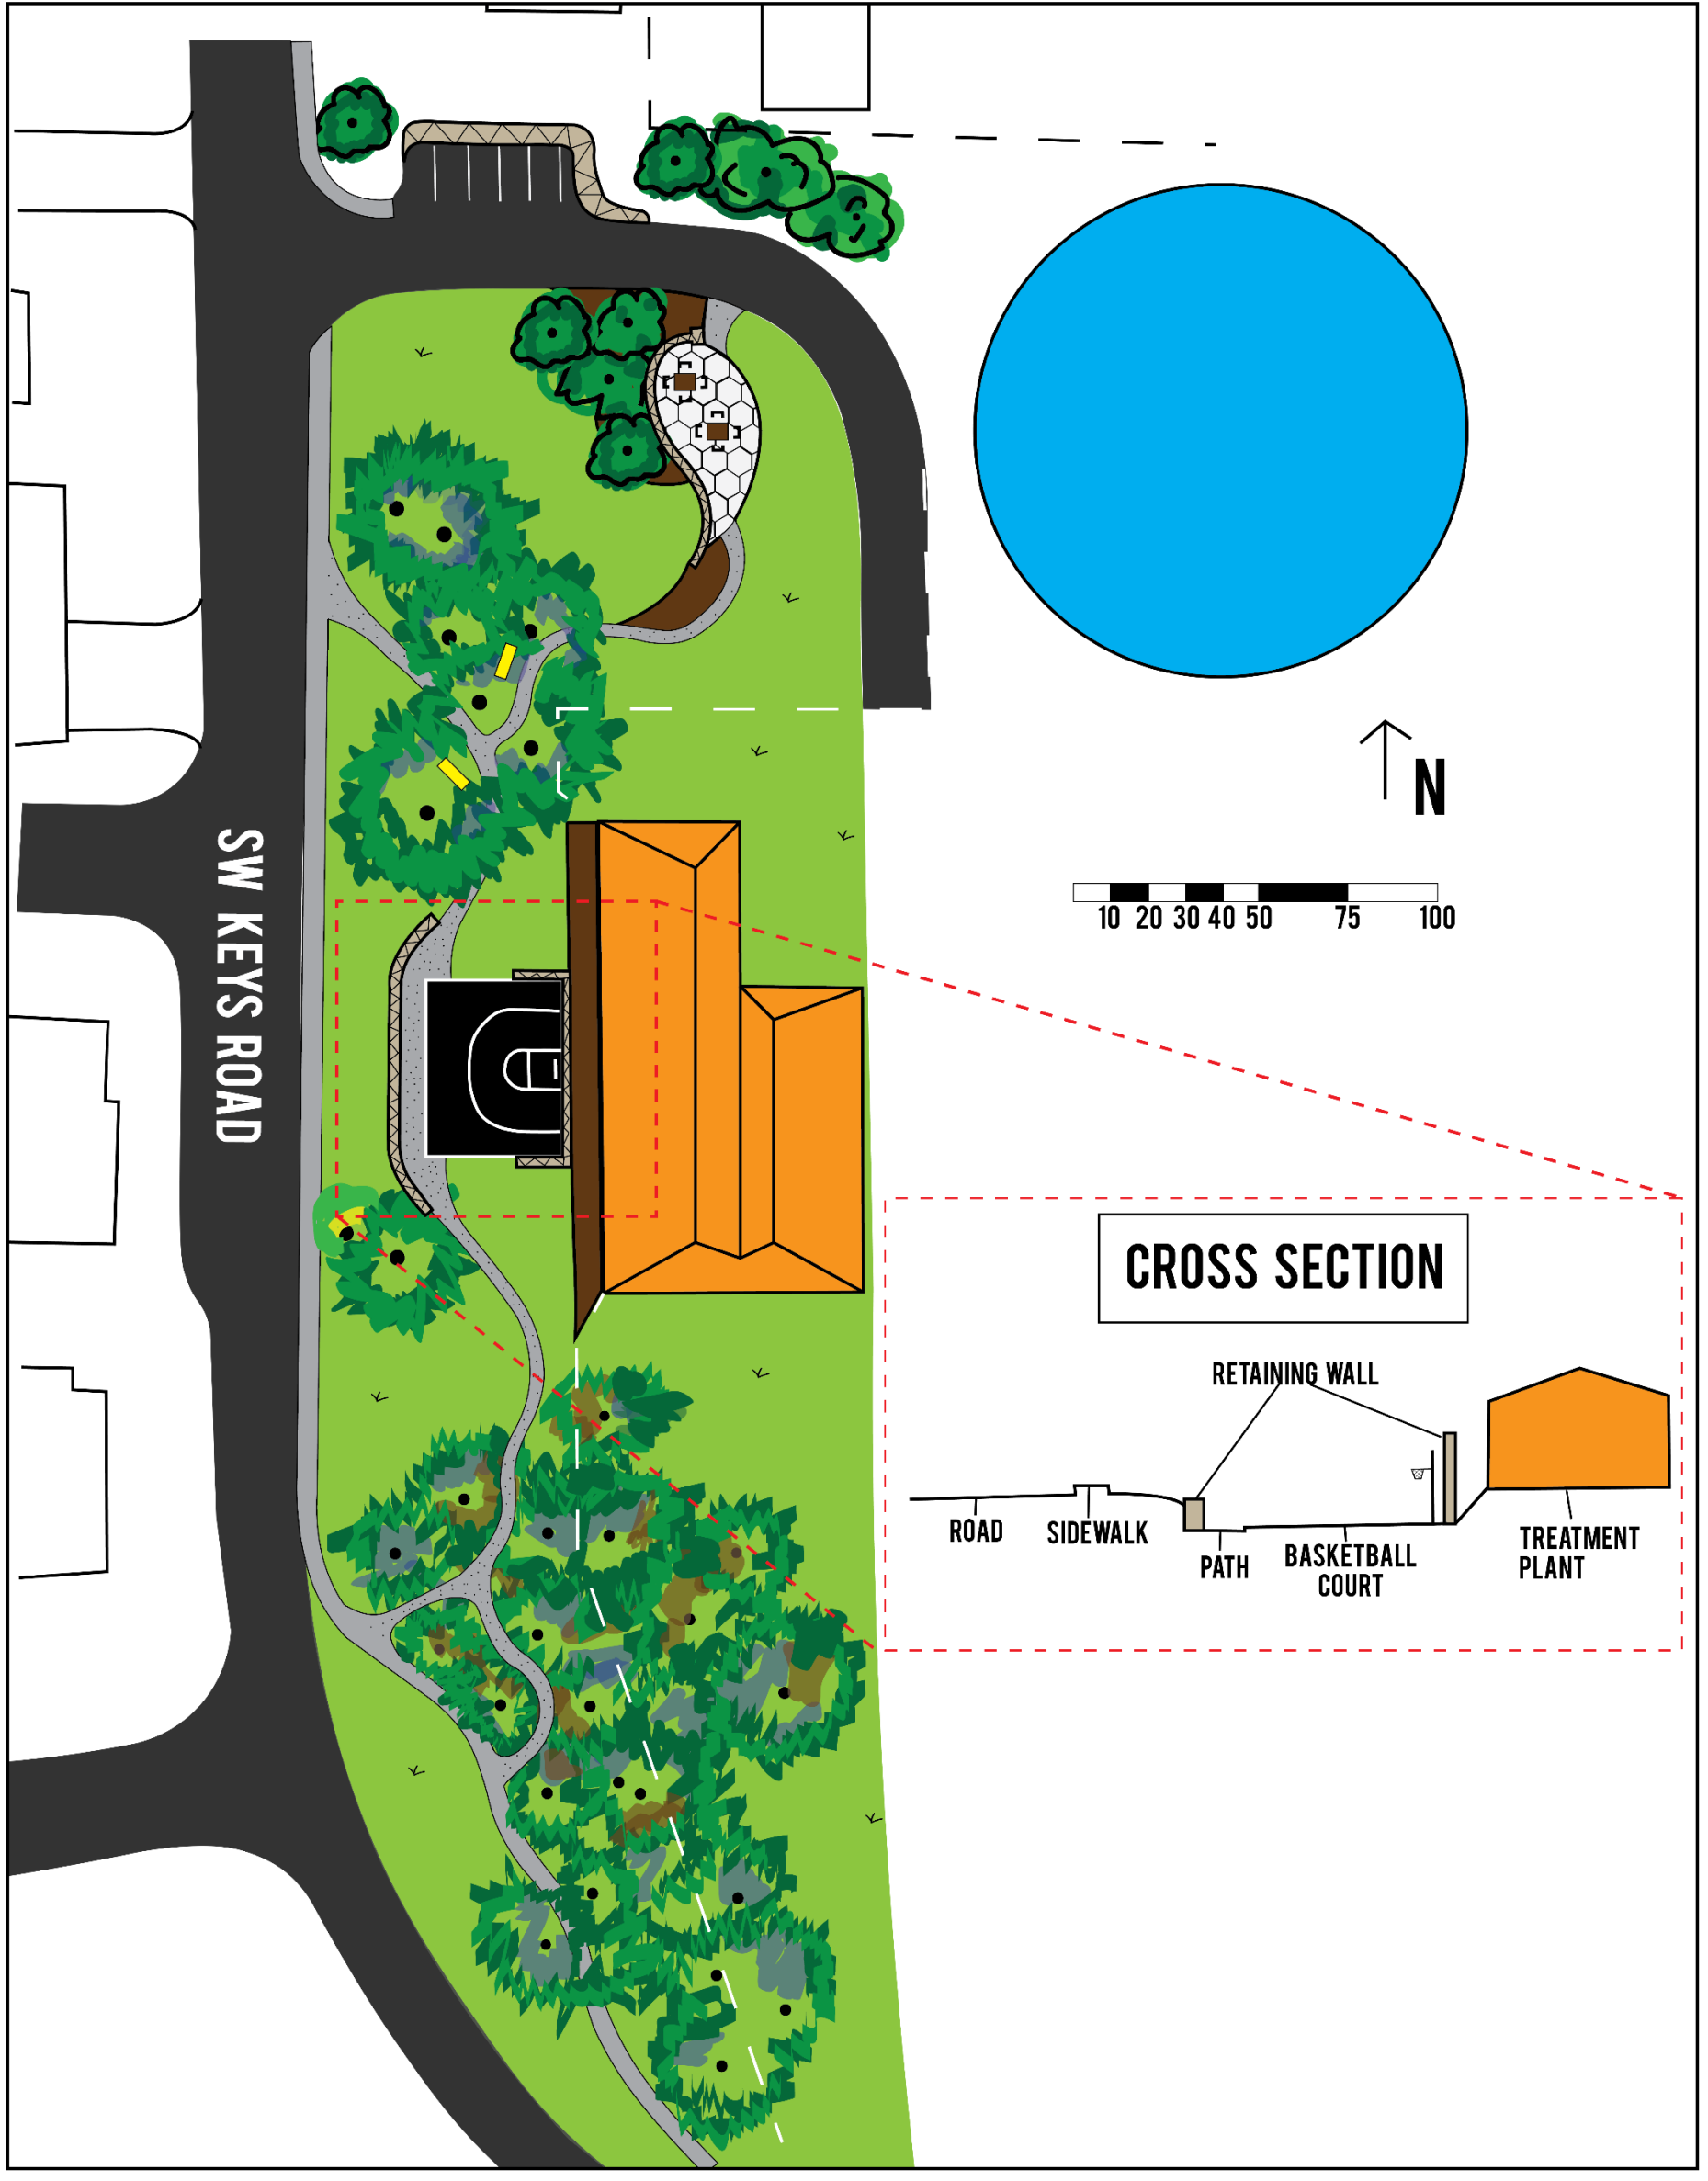 SW KEYS ROAD
N
10 20 30 40 50 75 100
CROSS SECTION
RETAINING WALL
ROAD
SIDEWALK
PATH
BASKETBALL
COURT
TREATMENT
PLANT